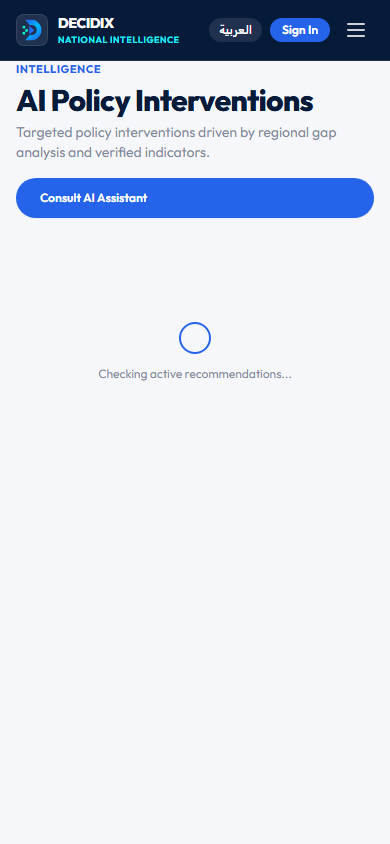 DECIDIX
NATIONAL INTELLIGENCE
العربية
Sign In
INTELLIGENCE
AI Policy Interventions
Targeted policy interventions driven by regional gap
analysis and verified indicators.
Consult AI Assistant
Checking active recommendations...